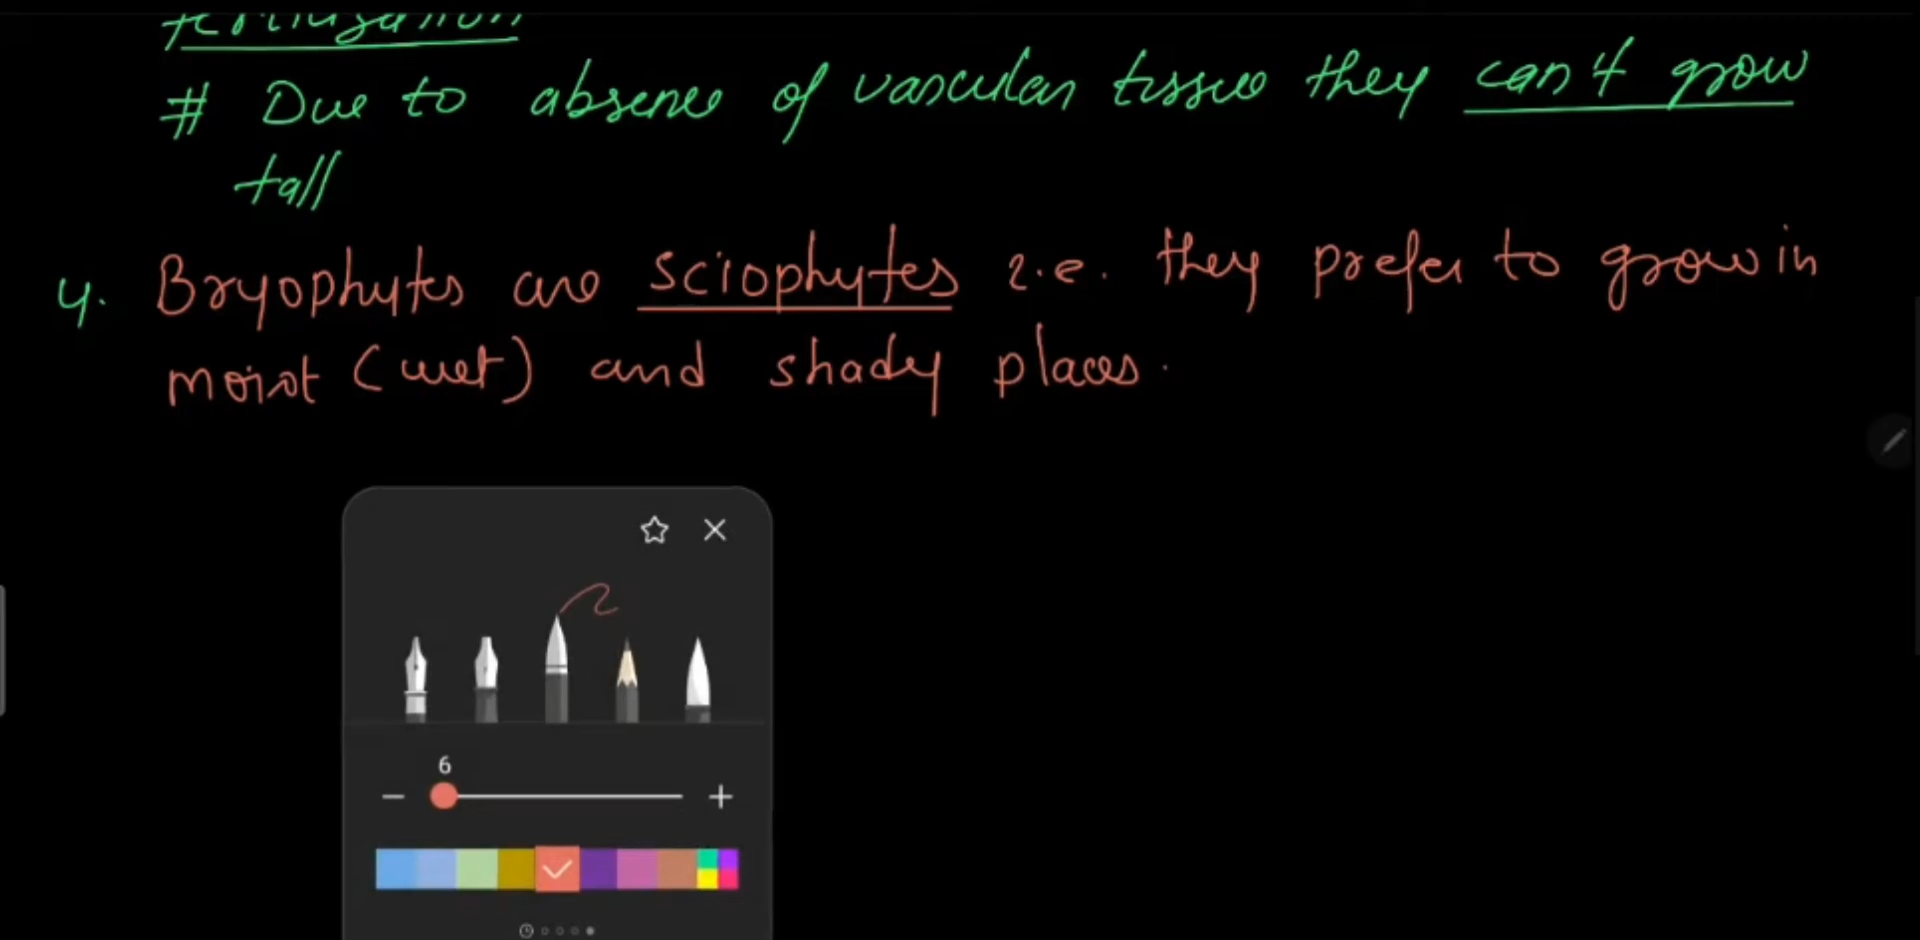 fertilization
# Due to absence of vascular tissue they can't grow
tall
4. Bryophytes are sciophytes i.e. they prefer to grow in
moist (wet) and shady places.
6